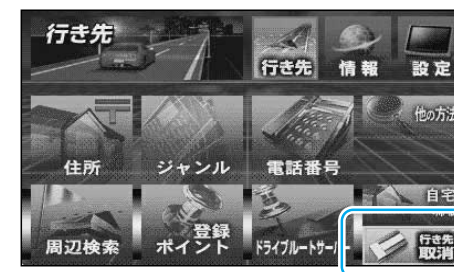 行き先
行き先 情報 設定
住所 ジャンル 電話番号 他の方法
自宅
周辺検索 登録ポイント ドライブルートサーバー 行き先取消